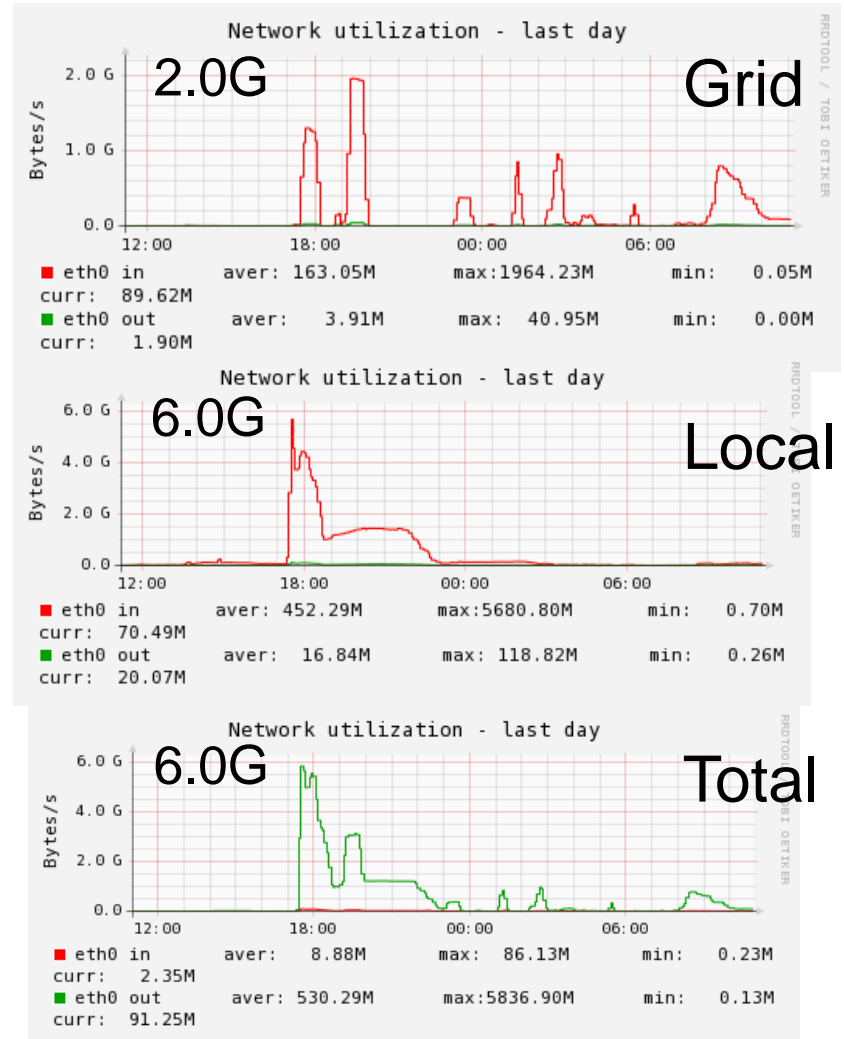 Network utilization - last day
2.0G
Grid
RRDTOOL / TOBI OETIKER
Bytes/s
2.0 G
1.0 G
0.0
12:00 18:00 00:00 06:00
eth0 in aver: 163.05M max:1964.23M min: 0.05M
curr: 89.62M
eth0 out aver: 3.91M max: 40.95M min: 0.00M
curr: 1.90M
Network utilization - last day
6.0G
Local
RRDTOOL / OETIKER
Bytes/s
6.0 G
4.0 G
2.0 G
0.0
12:00 18:00 00:00 06:00
eth0 in aver: 452.29M max:5680.80M min: 0.70M
curr: 70.49M
eth0 out aver: 16.84M max: 118.82M min: 0.26M
curr: 20.07M
Network utilization - last day
6.0G
Total
RRDTOOL OETIKER
Bytes/s
6.0 G
4.0 G
2.0 G
0.0
12:00 18:00 00:00 06:00
eth0 in aver: 8.88M max: 86.13M min: 0.23M
curr: 2.35M
eth0 out aver: 530.29M max:5836.90M min: 0.13M
curr: 91.25M